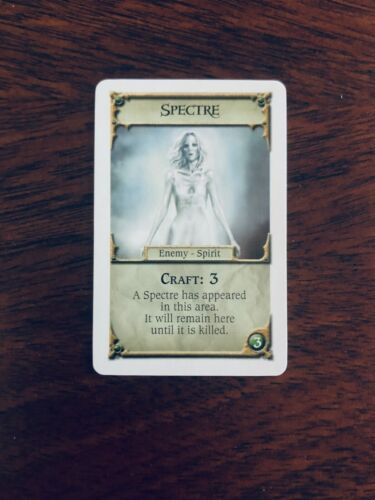 SPECTRE
Enemy - Spirit
CRAFT: 3
A Spectre has appeared
in this area.
It will remain here
until it is killed.
3